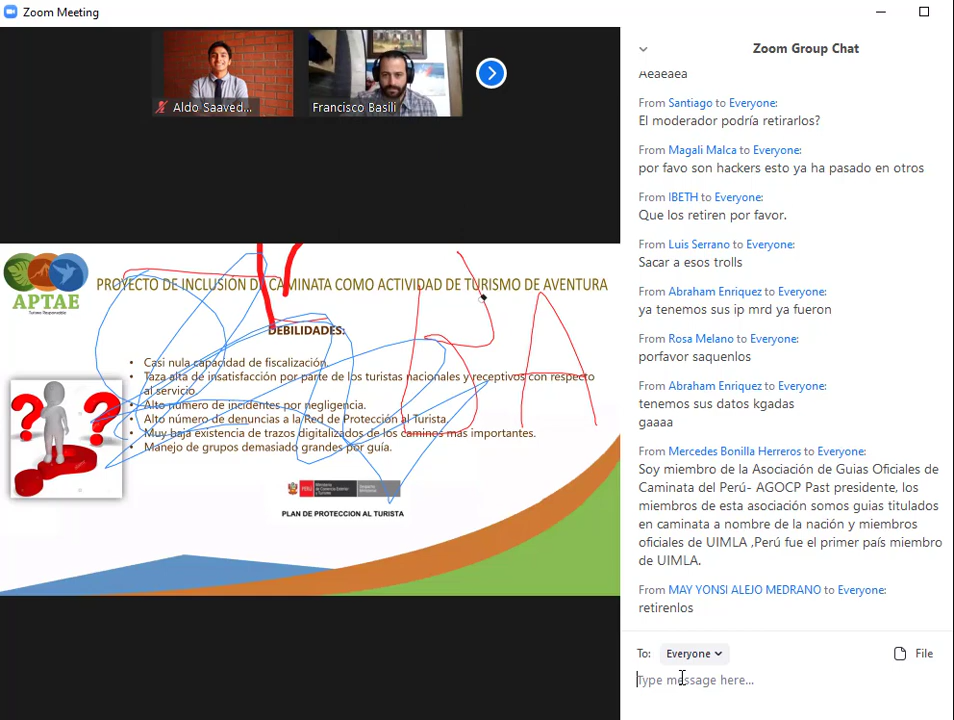 Zoom Meeting
Aldo Saaved...
Francisco Basili
APTAE
Turismo Responsable
PROYECTO DE INCLUSIÓN DE CAMINATA COMO ACTIVIDAD DE TURISMO DE AVENTURA
DEBILIDADES:
• Casi nula capacidad de fiscalización.
• Taza alta de insatisfacción por parte de los turistas nacionales y receptivos con respecto
al servicio.
• Alto número de incidentes por negligencia.
• Alto número de denuncias a la Red de Protección al Turista.
• Muy baja existencia de trazos digitalizados de los caminos mas importantes.
• Manejo de grupos demasiado grandes por guía.
PERÚ
PLAN DE PROTECCION AL TURISTA
Zoom Group Chat
Aeaeaea
From Santiago to Everyone:
El moderador podría retirarlos?
From Magali Malca to Everyone:
por favo son hackers esto ya ha pasado en otros
From IBETH to Everyone:
Que los retiren por favor.
From Luis Serrano to Everyone:
Sacar a esos trolls
From Abraham Enriquez to Everyone:
ya tenemos sus ip mrd ya fueron
From Rosa Melano to Everyone:
porfavor saquenlos
From Abraham Enriquez to Everyone:
tenemos sus datos kgadas
gaaaa
From Mercedes Bonilla Herreros to Everyone:
Soy miembro de la Asociación de Guias Oficiales de
Caminata del Perú- AGOCP Past presidente, los
miembros de esta asociación somos guias titulados
en caminata a nombre de la nación y miembros
oficiales de UIMLA ,Perú fue el primer país miembro
de UIMLA.
From MAY YONSI ALEJO MEDRANO to Everyone:
retirenlos
To: Everyone
File
Type message here...